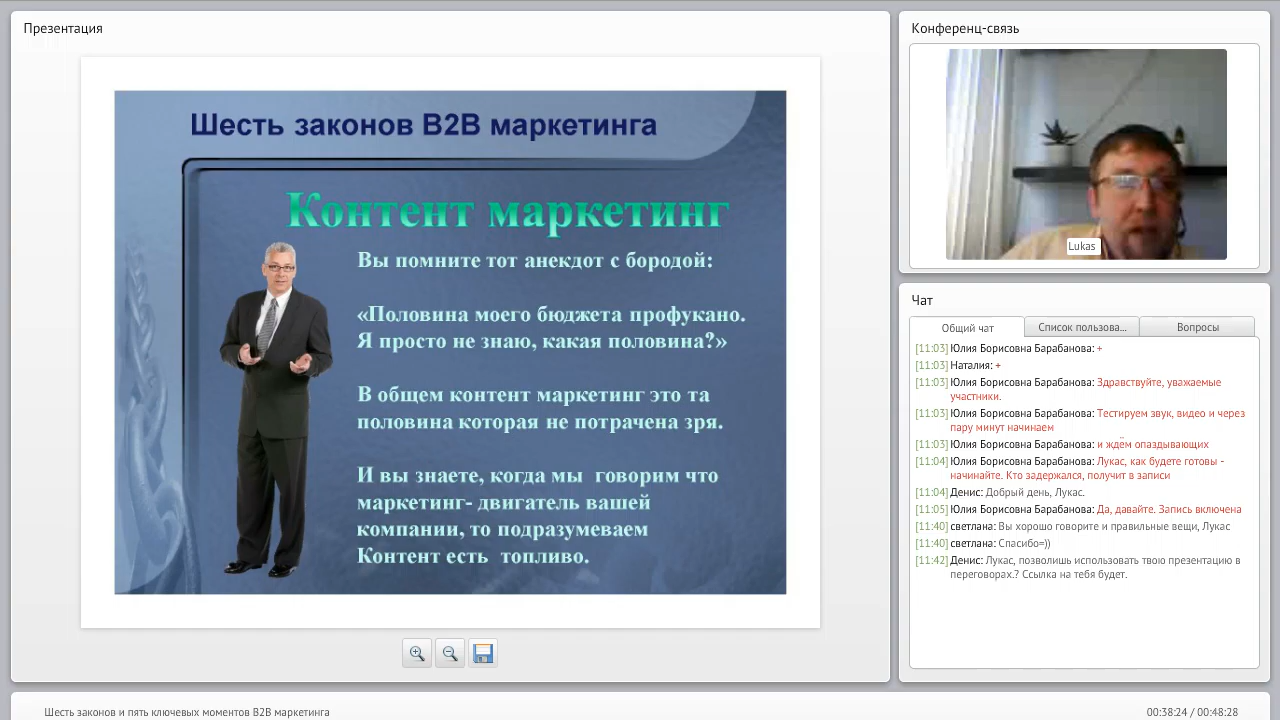 Презентация
Шесть законов B2B маркетинга
Контент маркетинг
Вы помните тот анекдот с бородой:
«Половина моего бюджета профукано.
Я просто не знаю, какая половина?»
В общем контент маркетинг это та
половина которая не потрачена зря.
И вы знаете, когда мы говорим что
маркетинг- двигатель вашей
компании, то подразумеваем
Контент есть топливо.
Конференц-связь
Lukas
Чат
Общий чат
Список пользова...
Вопросы
[11:03] Юлия Борисовна Барабанова: +
[11:03] Наталия: +
[11:03] Юлия Борисовна Барабанова: Здравствуйте, уважаемые
участники.
[11:03] Юлия Борисовна Барабанова: Тестируем звук, видео и через
пару минут начинаем
[11:03] Юлия Борисовна Барабанова: и ждём опаздывающих
[11:04] Юлия Борисовна Барабанова: Лукас, как будете готовы -
начинайте. Кто задержался, получит в записи
[11:04] Денис: Добрый день, Лукас.
[11:05] Юлия Борисовна Барабанова: Да, давайте. Запись включена
[11:40] светлана: Вы хорошо говорите и правильные вещи, Лукас
[11:40] светлана: Спасибо=))
[11:42] Денис: Лукас, позволишь использовать твою презентацию в
переговорах.? Ссылка на тебя будет.
Шесть законов и пять ключевых моментов B2B маркетинга
00:38:24 / 00:48:28